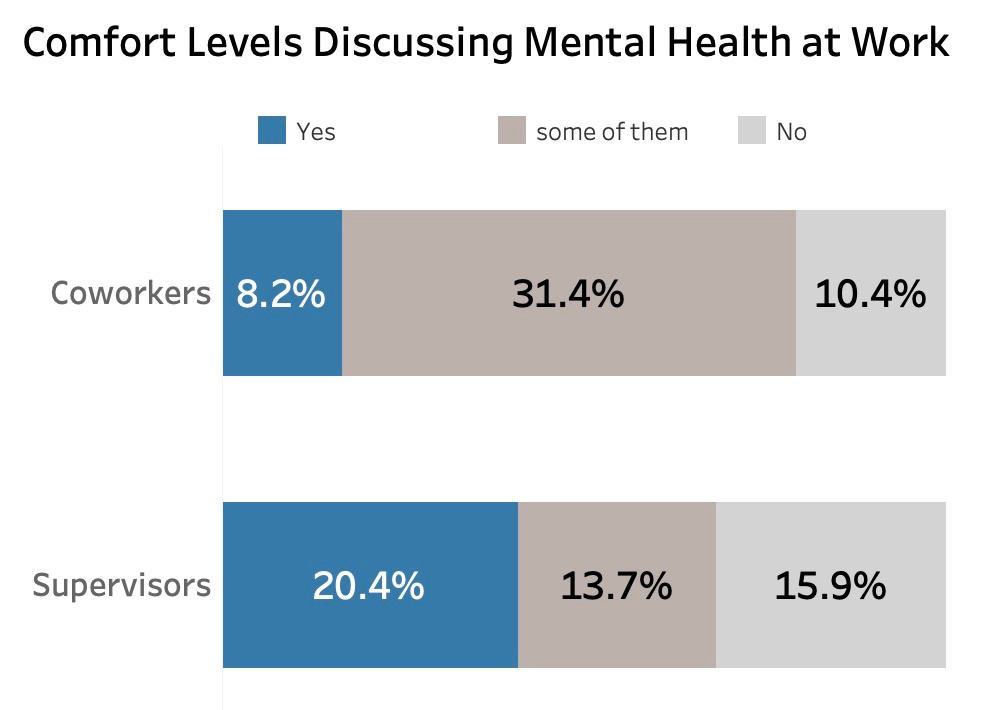 Comfort Levels Discussing Mental Health at Work
Yes some of them No
Coworkers 8.2% 31.4% 10.4%
Supervisors 20.4% 13.7% 15.9%